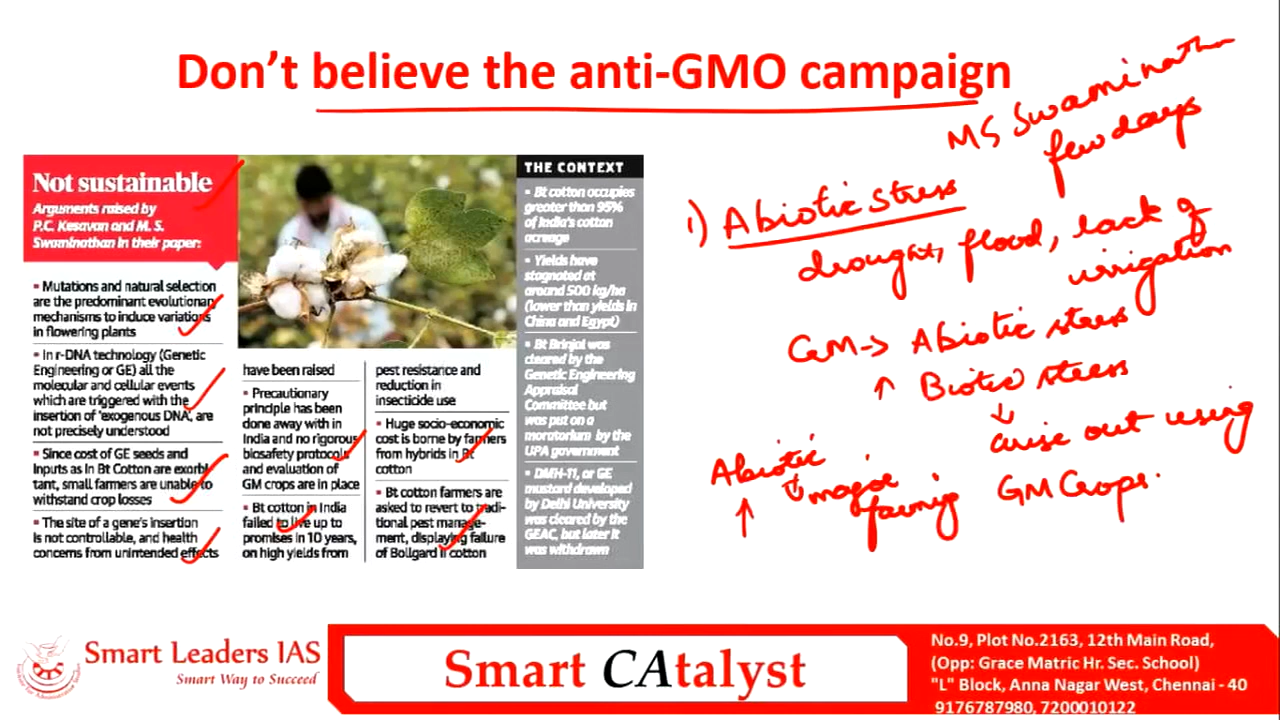 Don't believe the anti-GMO campaign
MS Swaminathan
few days
Not sustainable
Arguments raised by
P.C. Kesavan and M. S.
Swaminathan in their paper:
▪ Mutations and natural selection
are the predominant evolutionary
mechanisms to induce variations
in flowering plants
▪ In r-DNA technology (Genetic
Engineering or GE) all the
molecular and cellular events
which are triggered with the
insertion of 'exogenous DNA', are
not precisely understood
▪ Since cost of GE seeds and
inputs as in Bt Cotton are exorbi-
tant, small farmers are unable to
withstand crop losses
▪ The site of a gene's insertion
is not controllable, and health
concerns from unintended effects
have been raised
▪ Precautionary
principle has been
done away with in
India and no rigorous
biosafety protocols
and evaluation of
GM crops are in place
▪ Bt cotton in India
failed to live up to
promises in 10 years,
on high yields from
pest resistance and
reduction in
insecticide use
▪ Huge socio-economic
cost is borne by farmers
from hybrids in Bt
cotton
▪ Bt cotton farmers are
asked to revert to tradi-
tional pest manage-
ment, displaying failure
of Bollgard II cotton
THE CONTEXT
▪ Bt cotton occupies
greater than 95%
of India's cotton
acreage
▪ Yields have
stagnated at
around 500 kg/ha
(lower than yields in
China and Egypt)
▪ Bt Brinjal was
cleared by the
Genetic Engineering
Appraisal
Committee but
was put on a
moratorium by the
UPA government
▪ DMH-11, or GE
mustard developed
by Delhi University
was cleared by the
GEAC, but later it
was withdrawn
1) Abiotic stress
drought, flood, lack of
irrigation
GM → Abiotic stress
↑ Biotic stress
↓
arise out using
GM Crops.
Abiotic
↑ ↓ major
farming
Smart Leaders IAS
Smart Way to Succeed
Smart CAtalyst
No.9, Plot No.2163, 12th Main Road,
(Opp: Grace Matric Hr. Sec. School)
"L" Block, Anna Nagar West, Chennai - 40
9176787980, 7200010122